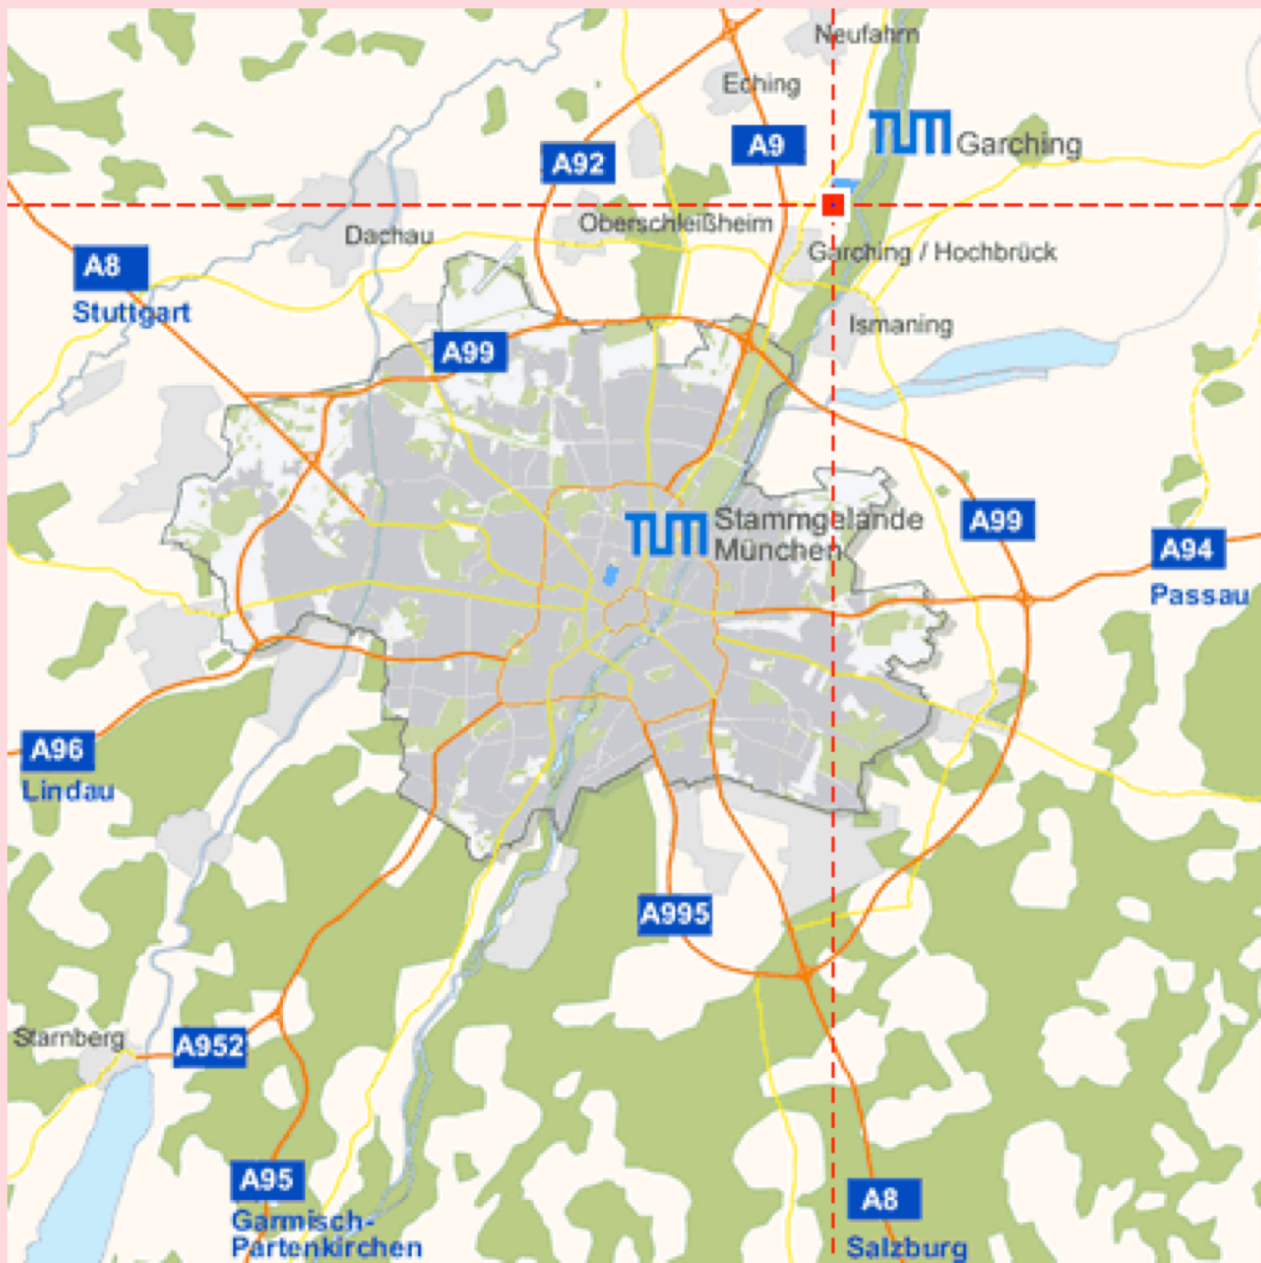 Neufahrn
Eching
TUM Garching
A9
A92
Oberschleißheim
Dachau
Garching / Hochbrück
A8
Stuttgart
Ismaning
A99
TUM Stammgelände
München
A99
A94
Passau
A96
Lindau
A995
Starnberg
A952
A95
Garmisch-
Partenkirchen
A8
Salzburg